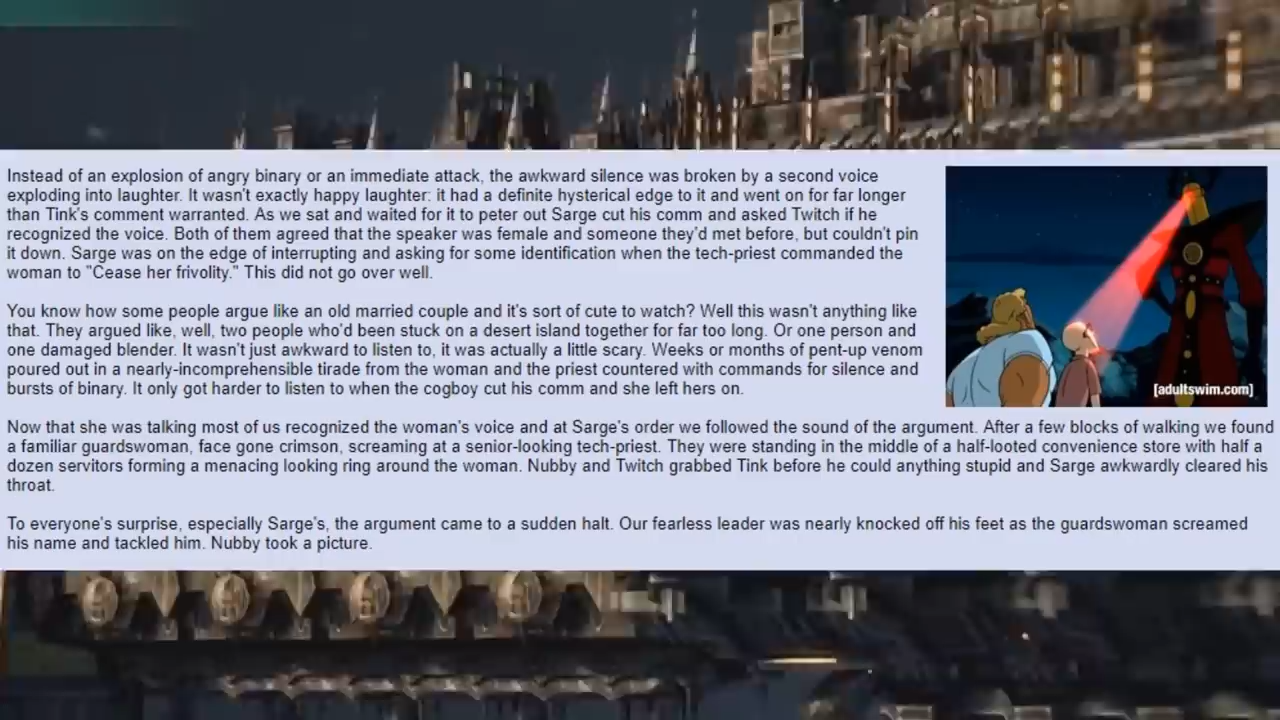 Instead of an explosion of angry binary or an immediate attack, the awkward silence was broken by a second voice
exploding into laughter. It wasn't exactly happy laughter: it had a definite hysterical edge to it and went on for far longer
than Tink's comment warranted. As we sat and waited for it to peter out Sarge cut his comm and asked Twitch if he
recognized the voice. Both of them agreed that the speaker was female and someone they'd met before, but couldn't pin
it down. Sarge was on the edge of interrupting and asking for some identification when the tech-priest commanded the
woman to "Cease her frivolity." This did not go over well.
You know how some people argue like an old married couple and it's sort of cute to watch? Well this wasn't anything like
that. They argued like, well, two people who'd been stuck on a desert island together for far too long. Or one person and
one damaged blender. It wasn't just awkward to listen to, it was actually a little scary. Weeks or months of pent-up venom
poured out in a nearly-incomprehensible tirade from the woman and the priest countered with commands for silence and
bursts of binary. It only got harder to listen to when the cogboy cut his comm and she left hers on.
[adultswim.com]
Now that she was talking most of us recognized the woman's voice and at Sarge's order we followed the sound of the argument. After a few blocks of walking we found
a familiar guardswoman, face gone crimson, screaming at a senior-looking tech-priest. They were standing in the middle of a half-looted convenience store with half a
dozen servitors forming a menacing looking ring around the woman. Nubby and Twitch grabbed Tink before he could anything stupid and Sarge awkwardly cleared his
throat.
To everyone's surprise, especially Sarge's, the argument came to a sudden halt. Our fearless leader was nearly knocked off his feet as the guardswoman screamed
his name and tackled him. Nubby took a picture.